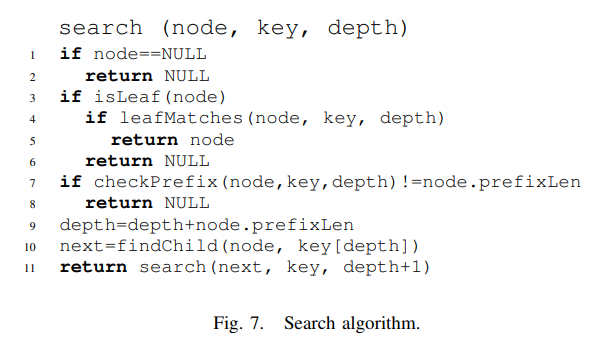 search (node, key, depth)
1 if node==NULL
2 return NULL
3 if isLeaf(node)
4 if leafMatches(node, key, depth)
5 return node
6 return NULL
7 if checkPrefix(node,key,depth)!=node.prefixLen
8 return NULL
9 depth=depth+node.prefixLen
10 next=findChild(node, key[depth])
11 return search(next, key, depth+1)
Fig. 7. Search algorithm.